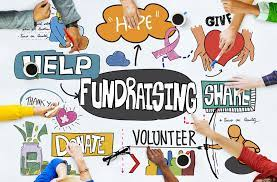 "HOPE"
GIVE
HELP
FUNDRAISING
SHARE
THANK YOU
DONATE
VOLUNTEER